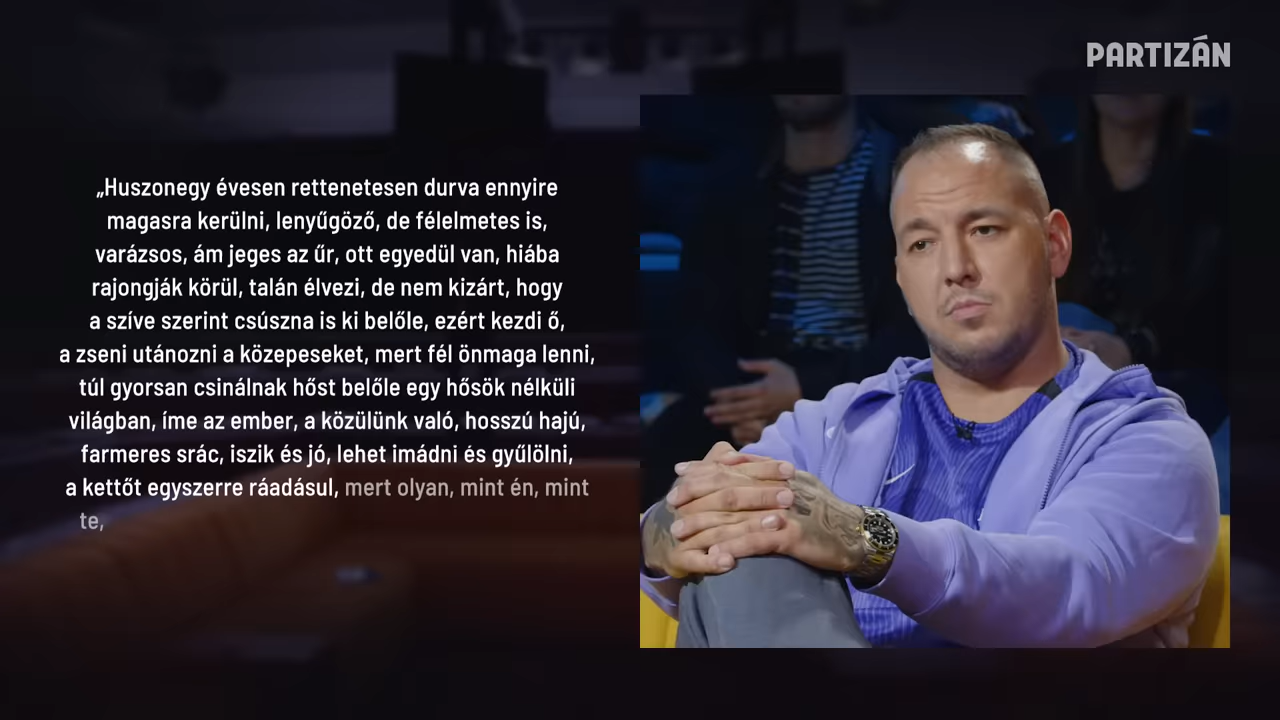 PARTIZÁN
„Huszonegy évesen rettenetesen durva ennyire
magasra kerülni, lenyűgöző, de félelmetes is,
varázsos, ám jeges az űr, ott egyedül van, hiába
rajongják körül, talán élvezi, de nem kizárt, hogy
a szíve szerint csúszna is ki belőle, ezért kezdi ő,
a zseni utánozni a közepeseket, mert fél önmaga lenni,
túl gyorsan csinálnak hőst belőle egy hősök nélküli
világban, íme az ember, a közülünk való, hosszú hajú,
farmeres srác, iszik és jó, lehet imádni és gyűlölni,
a kettőt egyszerre ráadásul, mert olyan, mint én, mint
te,